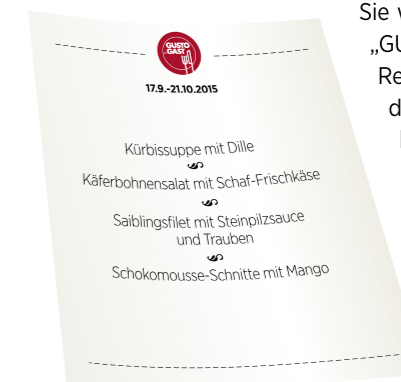 GUSTO
im GAST
17.9.-21.10.2015
Kürbissuppe mit Dille
Käferbohnensalat mit Schaf-Frischkäse
Saiblingsfilet mit Steinpilzsauce
und Trauben
Schokomousse-Schnitte mit Mango
Sie
„GU
Re
d